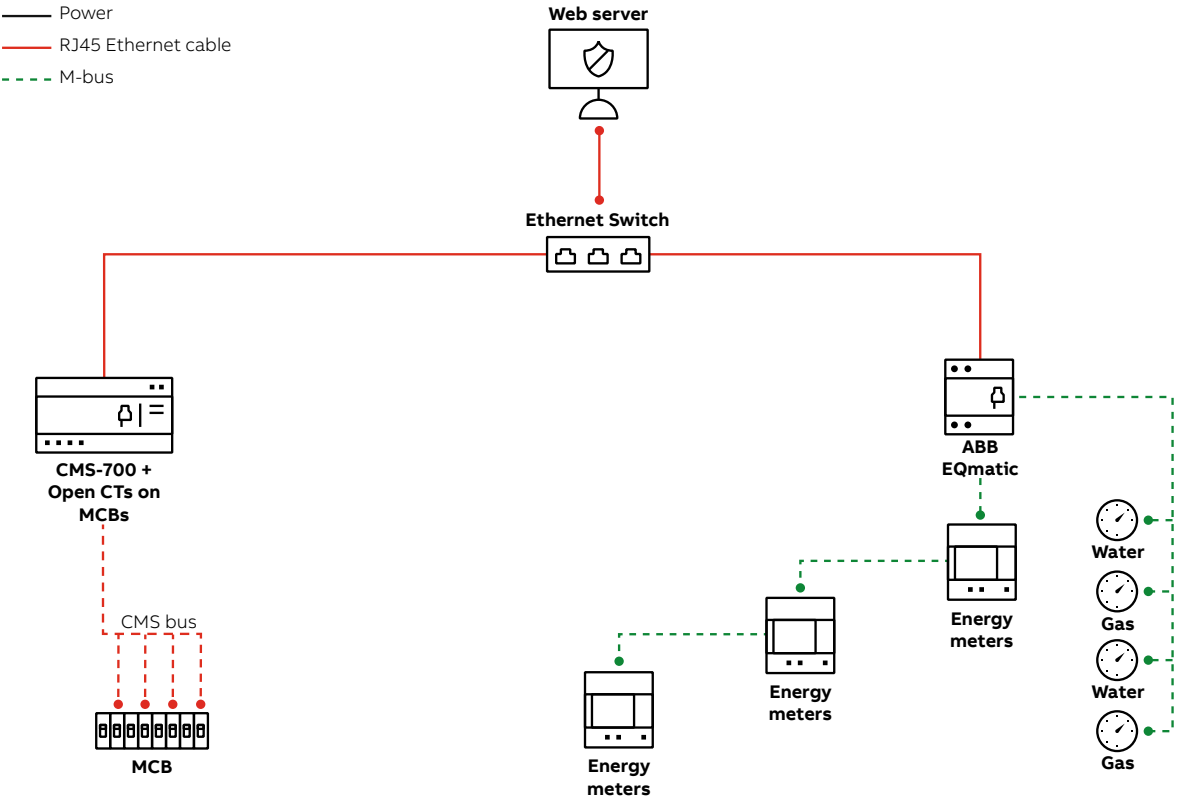 Power
RJ45 Ethernet cable
M-bus
Web server
Ethernet Switch
CMS-700 +
Open CTs on
MCBs
CMS bus
MCB
ABB
EQmatic
Energy
meters
Energy
meters
Energy
meters
Water
Gas
Water
Gas